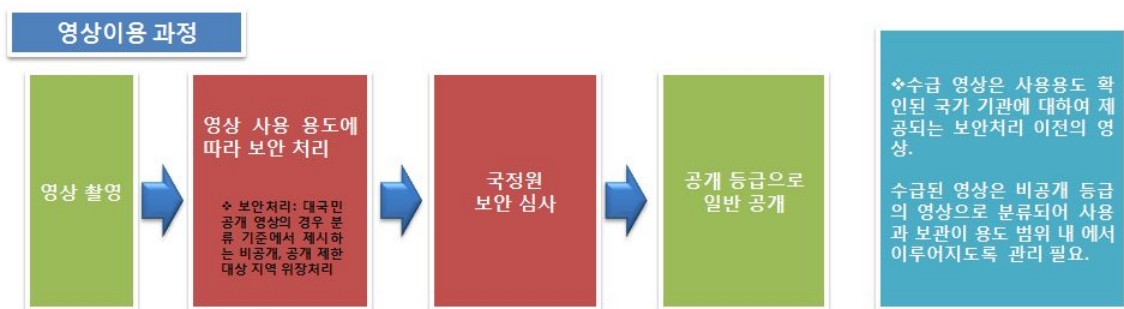 영상이용 과정
영상 촬영
영상 사용 용도에
따라 보안 처리
❖ 보안처리: 대국민
공개 영상의 경우 분
류 기준에서 제시하
는 비공개, 공개 제한
대상 지역 위장처리
국정원
보안 심사
공개 등급으로
일반 공개
❖수급 영상은 사용용도 확
인된 국가 기관에 대하여 제
공되는 보안처리 이전의 영
상.
수급된 영상은 비공개 등급
의 영상으로 분류되어 사용
과 보관이 용도 범위 내 에서
이루어지도록 관리 필요.